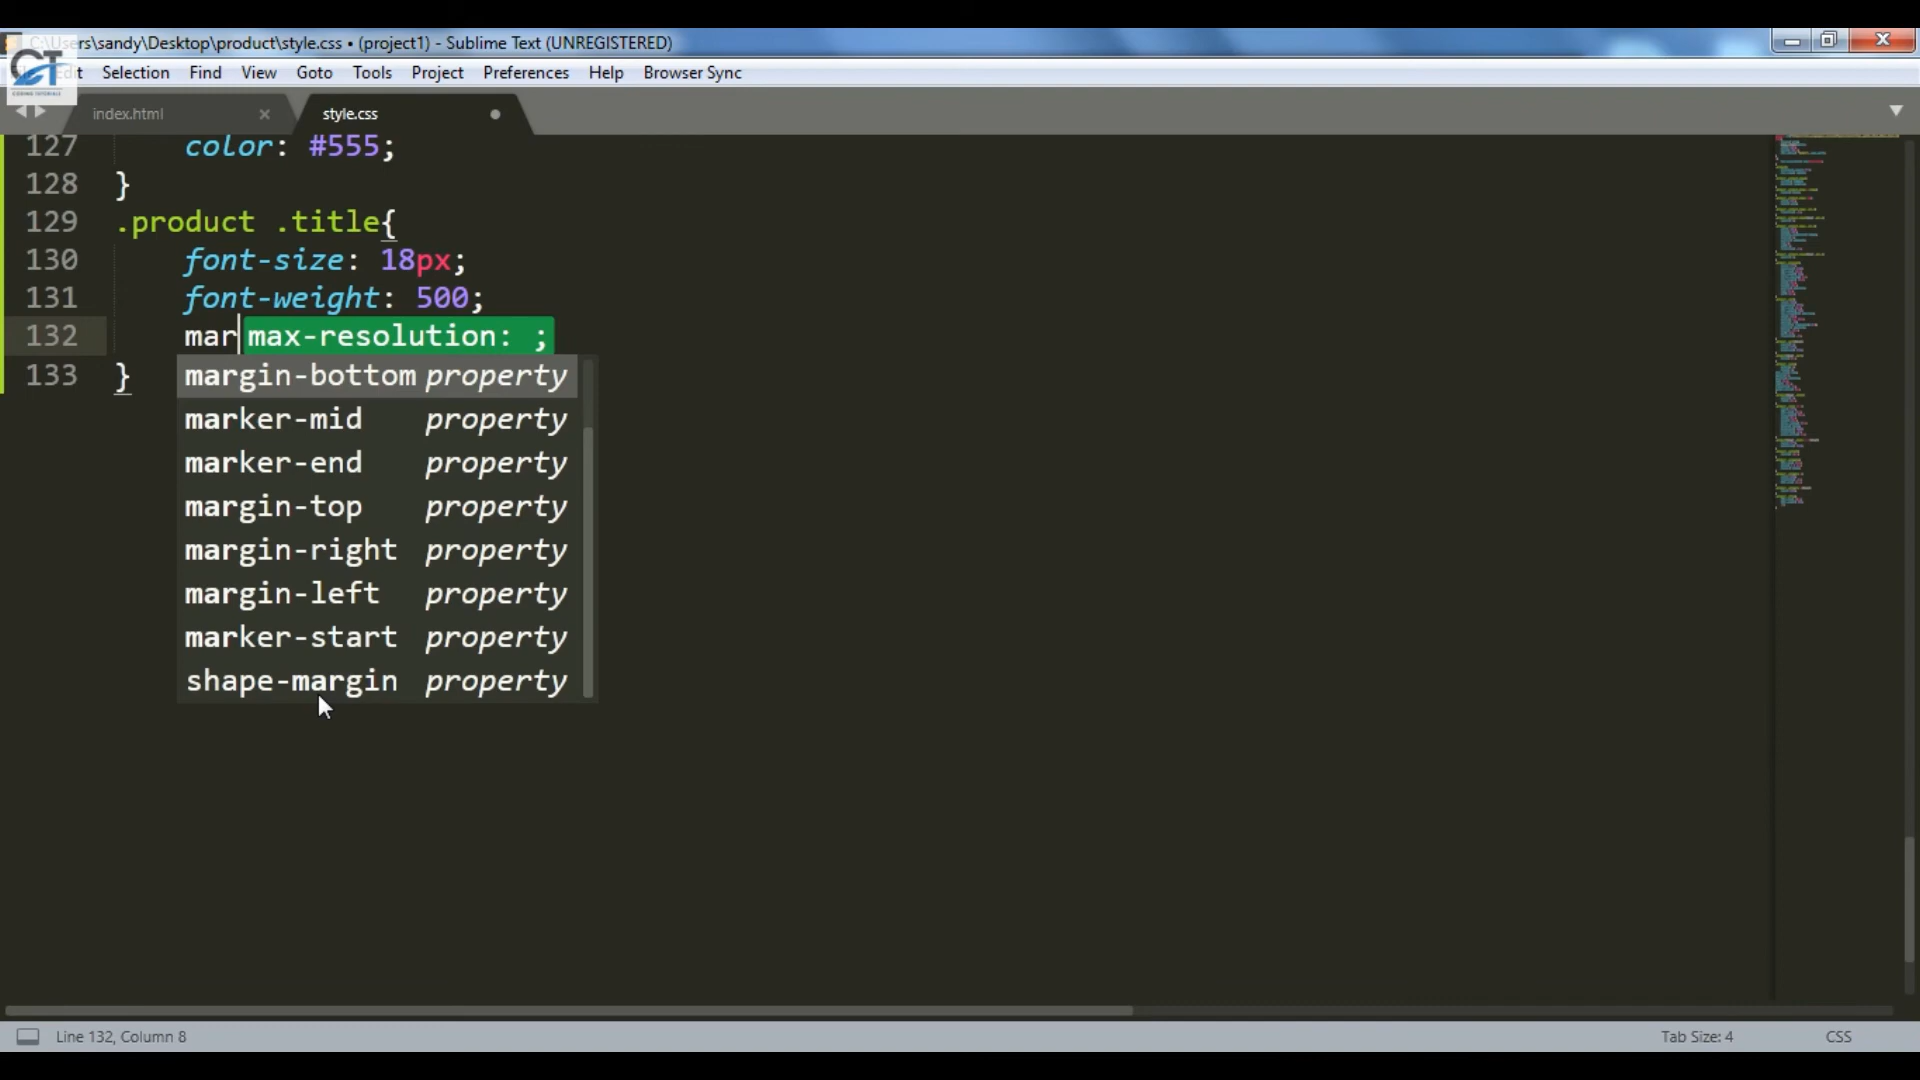 C:\Users\sandy\Desktop\product\style.css • (project1) - Sublime Text (UNREGISTERED)
CT
Edit Selection Find View Goto Tools Project Preferences Help Browser Sync
index.html × style.css
127 color: #555;
128 }
129 .product .title{
130 font-size: 18px;
131 font-weight: 500;
132 mar max-resolution: ;
133 }
margin-bottom property
marker-mid property
marker-end property
margin-top property
margin-right property
margin-left property
marker-start property
shape-margin property
Line 132, Column 8 Tab Size: 4 CSS